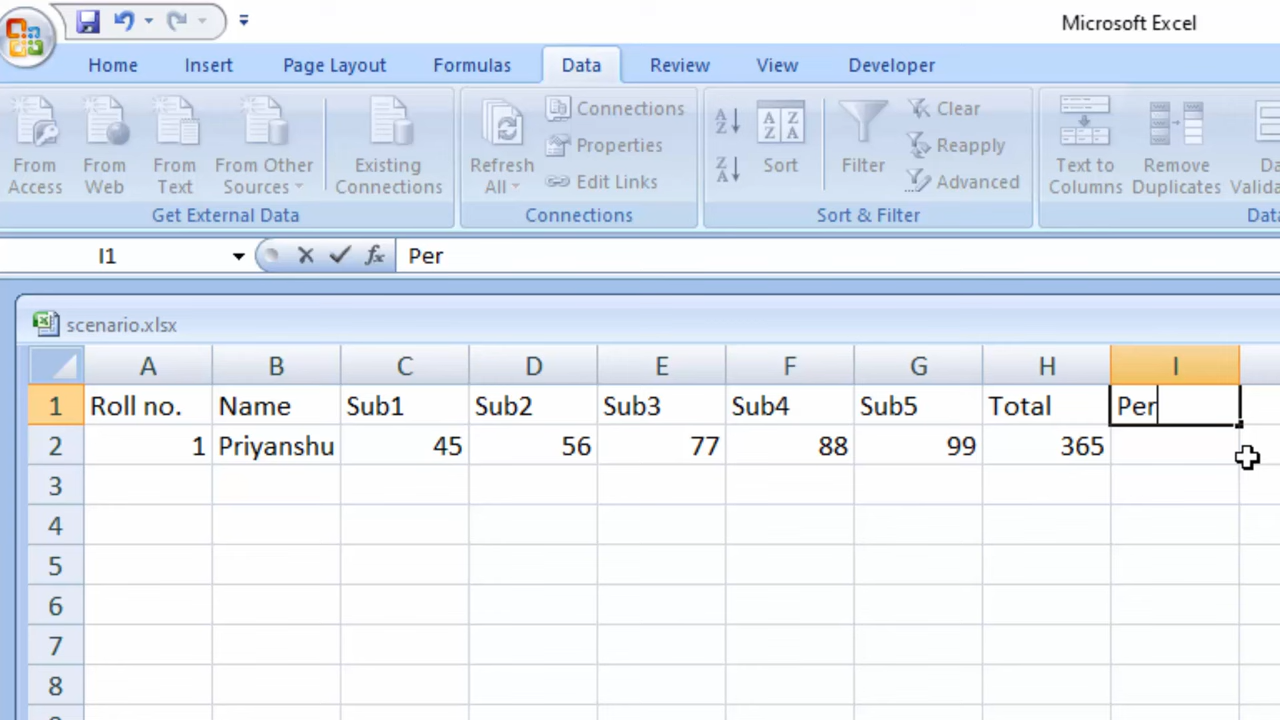 Microsoft Excel
Home Insert Page Layout Formulas Data Review View Developer
From Access
From Web
From Text
From Other Sources
Existing Connections
Get External Data
Refresh All
Connections
Properties
Edit Links
Connections
A Z
Z A
A Z Z A
Sort
Filter
Clear
Reapply
Advanced
Sort & Filter
Text to Columns
Remove Duplicates
I1 fx Per
scenario.xlsx
A B C D E F G H I
1 Roll no. Name Sub1 Sub2 Sub3 Sub4 Sub5 Total Per
2 1 Priyanshu 45 56 77 88 99 365
3
4
5
6
7
8